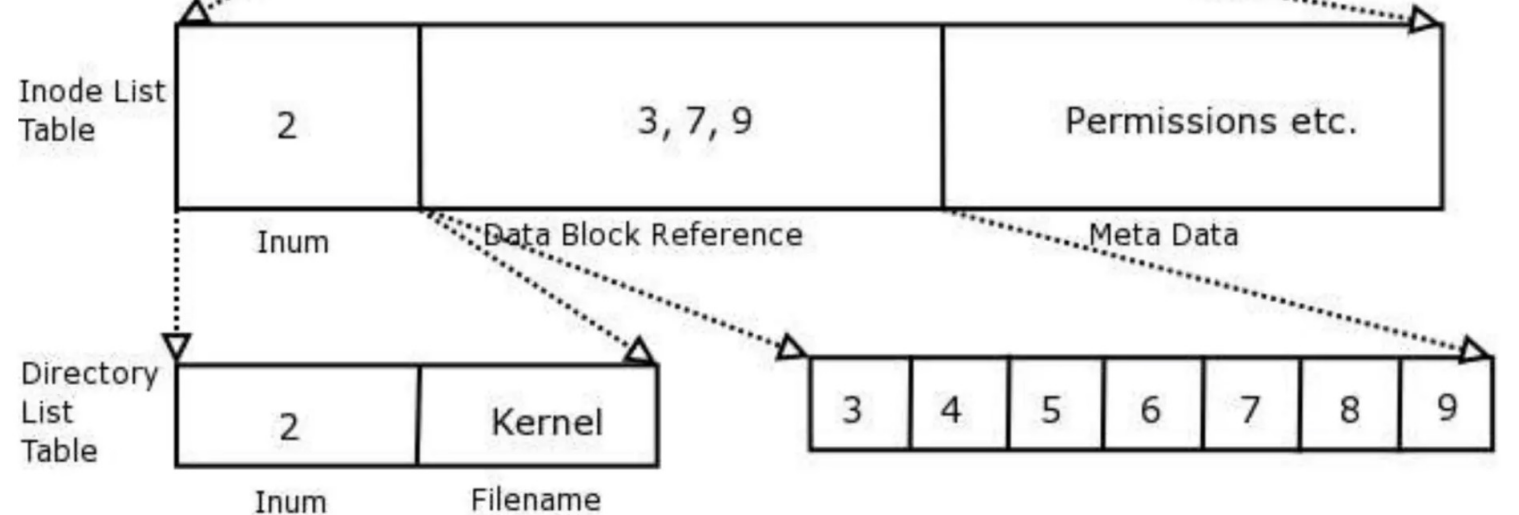 Inode List
Table
2
3, 7, 9
Permissions etc.
Inum
Data Block Reference
Meta Data
Directory
List
Table
2
Kernel
3 4 5 6 7 8 9
Inum
Filename